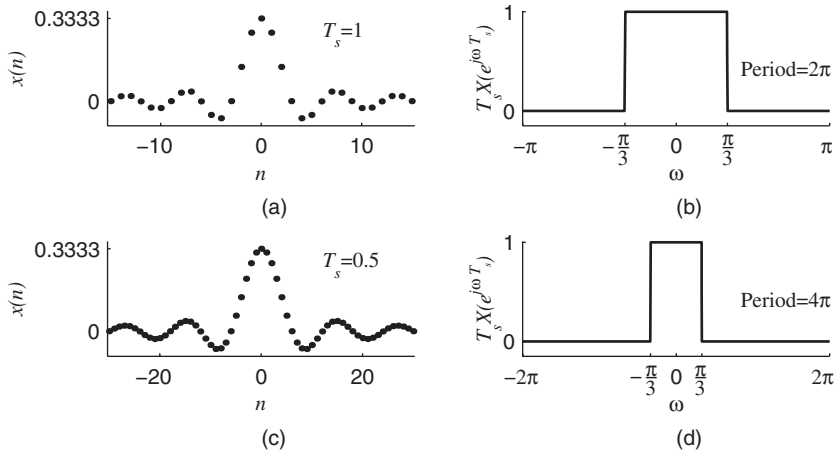 x(n)
0.3333
0
T_s=1
−10
0
10
n
(a)
T_s X(e^{jωT_s})
1
0
Period=2π
−π
−π/3
0
π/3
π
ω
(b)
x(n)
0.3333
0
T_s=0.5
−20
0
20
n
(c)
T_s X(e^{jωT_s})
1
0
Period=4π
−2π
−π/3
0
π/3
2π
ω
(d)